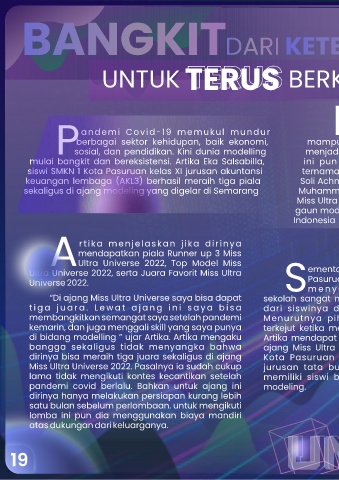 BANGKIT DARI KETE
UNTUK TERUS BERK
Pandemi Covid-19 memukul mundur
berbagai sektor kehidupan, baik ekonomi,
sosial, dan pendidikan. Kini dunia modelling
mulai bangkit dan bereksistensi. Artika Eka Salsabilla,
siswi SMKN 1 Kota Pasuruan kelas XI jurusan akuntansi
keuangan lembaga (AKL3) berhasil meraih tiga piala
sekaligus di ajang modeling yang digelar di Semarang
Artika menjelaskan jika dirinya
mendapatkan piala Runner up 3 Miss
Ultra Universe 2022, Top Model Miss
Ultra Universe 2022, serta Juara Favorit Miss Ultra
Universe 2022.
"Di ajang Miss Ultra Universe saya bisa dapat
tiga juara. Lewat ajang ini saya bisa
membangkitkan semangat saya setelah pandemi
kemarin, dan juga menggali skill yang saya punya
di bidang modelling " ujar Artika. Artika mengaku
bangga sekaligus tidak menyangka bahwa
dirinya bisa meraih tiga juara sekaligus di ajang
Miss Ultra Universe 2022. Pasalnya ia sudah cukup
lama tidak mengikuti kontes kecantikan setelah
pandemi covid berlalu. Bahkan untuk ajang ini
dirinya hanya melakukan persiapan kurang lebih
satu bulan sebelum perlombaan. untuk mengikuti
lomba ini pun dia menggunakan biaya mandiri
atas dukungan dari keluarganya.
mampu
menjad
ini pun
ternama
Soli Achm
Muhamm
Miss Ultra
gaun mod
Indonesia
Sementa
Pasurua
meny
sekolah sangat m
dari siswinya d
Menurutnya pih
terkejut ketika me
Artika mendapat
ajang Miss Ultra
Kota Pasuruan
jurusan tata bu
memiliki siswi b
modeling.
UN
19